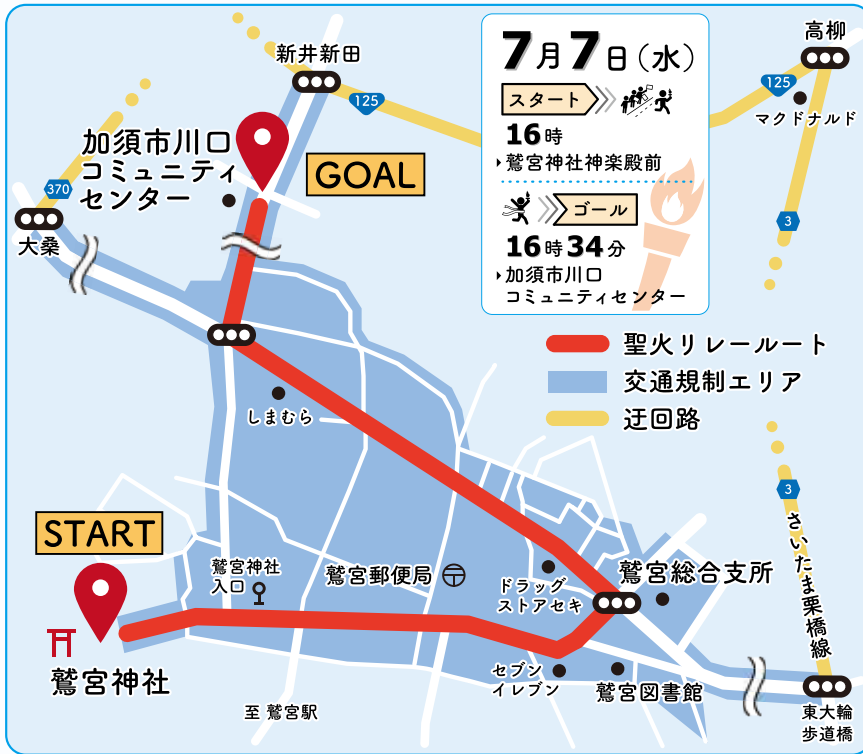 新井新田
125
加須市川口
コミュニティ
センター
GOAL
370
大桑
7月7日(水)
スタート
16時
鷲宮神社神楽殿前
ゴール
16時34分
加須市川口
コミュニティセンター
高柳
125
マクドナルド
3
聖火リレールート
交通規制エリア
迂回路
しまむら
START
鷲宮神社
入口
鷲宮郵便局
ドラッグ
ストアセキ
鷲宮総合支所
3
さいたま栗橋線
鷲宮神社
至 鷲宮駅
セブン
イレブン
鷲宮図書館
東大輪
歩道橋